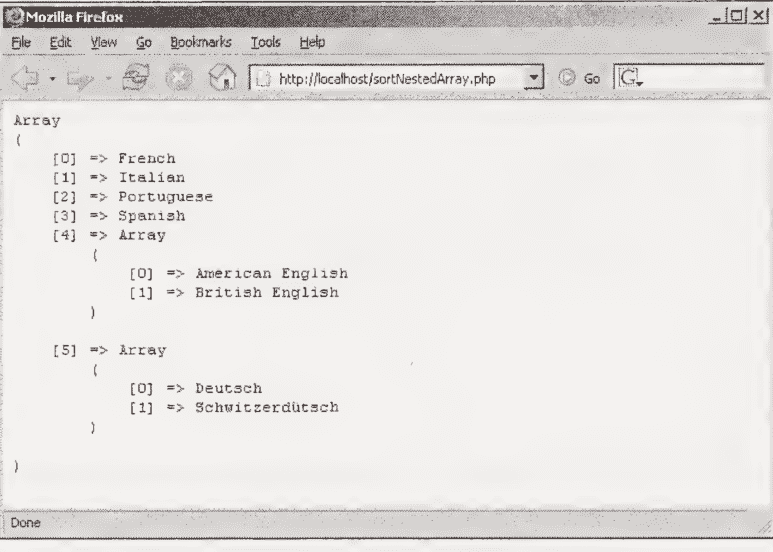 Mozilla Firefox
File Edit View Go Bookmarks Tools Help
http://localhost/sortNestedArray.php Go G
Array
(
    [0] => French
    [1] => Italian
    [2] => Portuguese
    [3] => Spanish
    [4] => Array
        (
            [0] => American English
            [1] => British English
        )

    [5] => Array
        (
            [0] => Deutsch
            [1] => Schwitzerdütsch
        )

)
Done